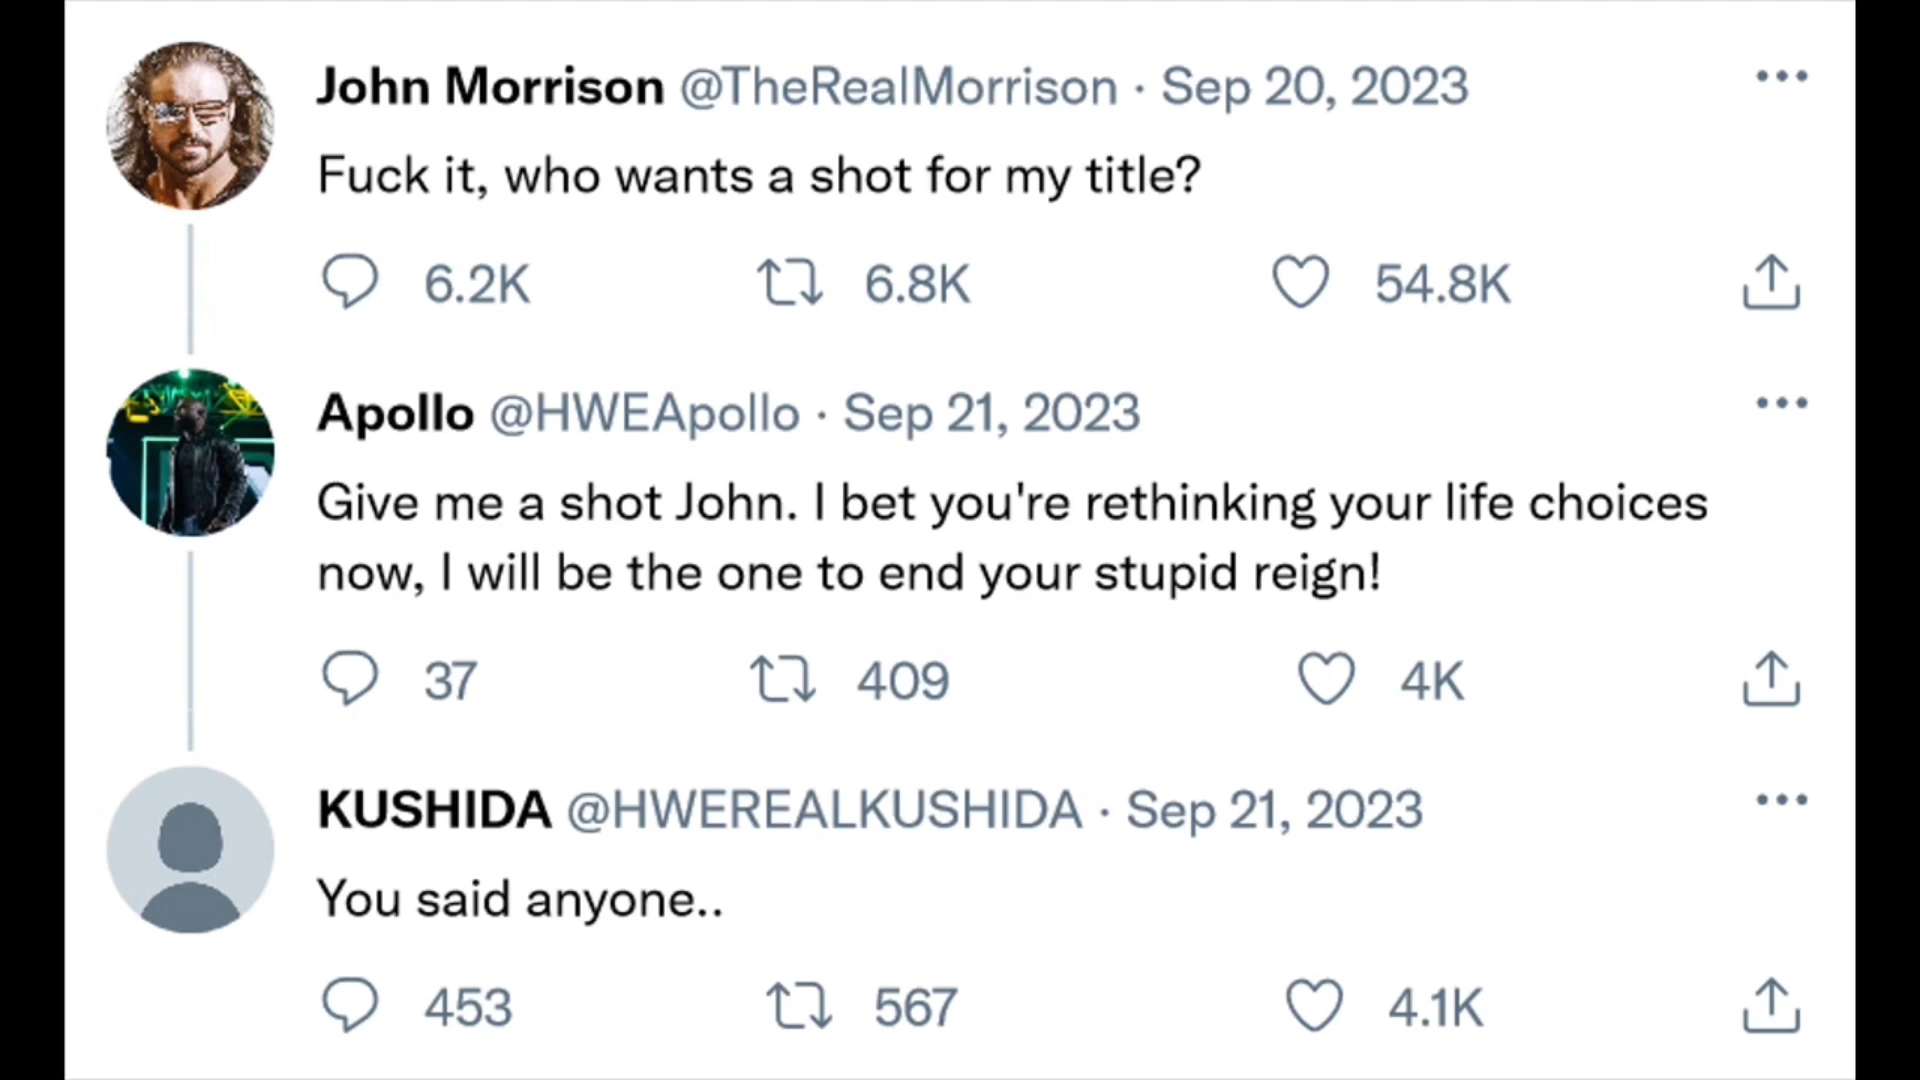 John Morrison @TheRealMorrison · Sep 20, 2023
Fuck it, who wants a shot for my title?
6.2K 6.8K 54.8K
Apollo @HWEApollo · Sep 21, 2023
Give me a shot John. I bet you're rethinking your life choices
now, I will be the one to end your stupid reign!
37 409 4K
KUSHIDA @HWEREALKUSHIDA · Sep 21, 2023
You said anyone..
453 567 4.1K